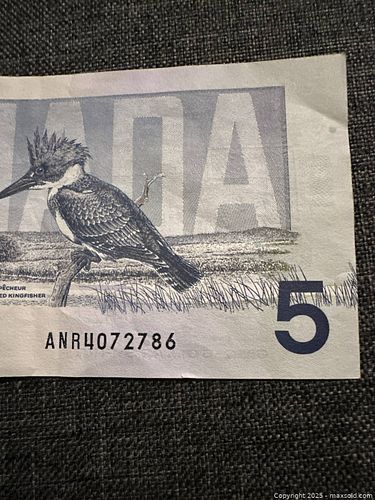 ADA
PÊCHEUR
ED KINGFISHER
5
ANR4072786
Copyright 2025 - maxsold.com